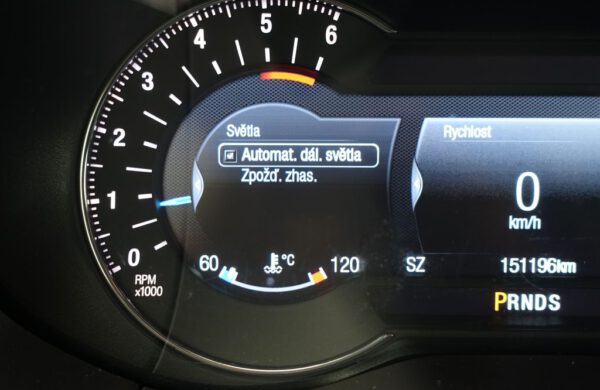 6
5
4
3
2
1
0
RPM
x1000
Světla
Automat. dál. světla
Zpožď. zhas.
60
°C
120
Rychlost
0
km/h
SZ
151196km
PRNDS